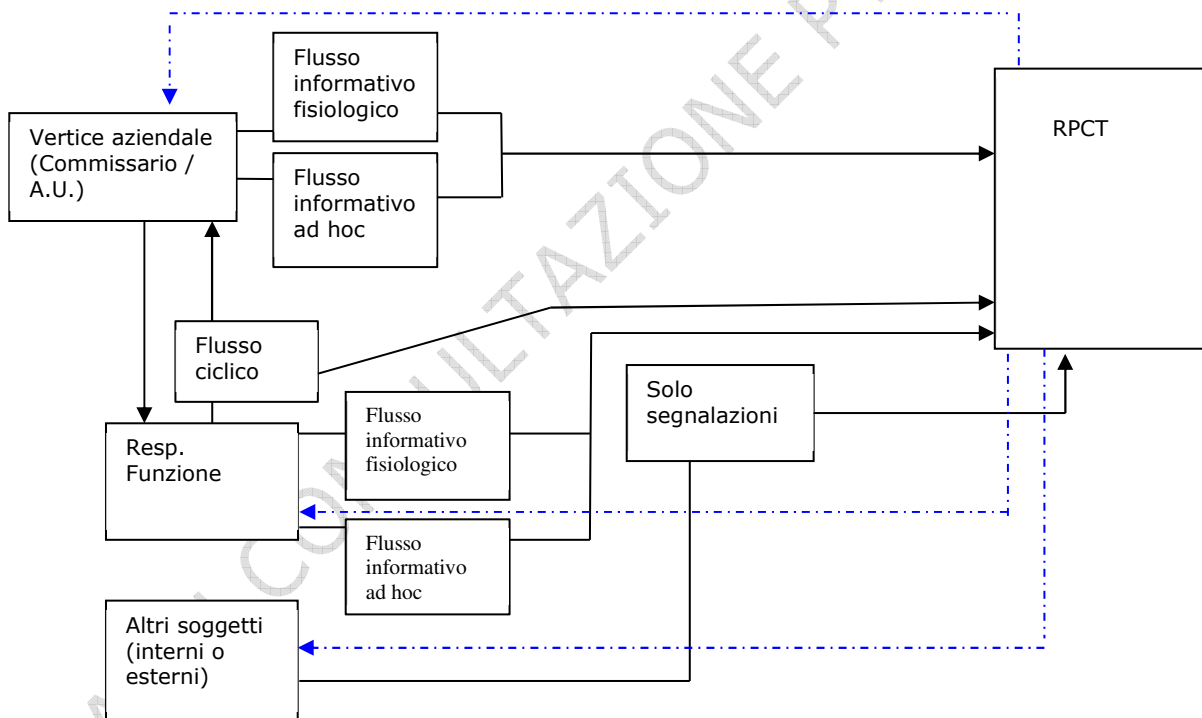 Flusso
informativo
fisiologico
Vertice aziendale
(Commissario /
A.U.)
Flusso
informativo
ad hoc
RPCT
Flusso
ciclico
Solo
segnalazioni
Resp.
Funzione
Flusso
informativo
fisiologico
Flusso
informativo
ad hoc
Altri soggetti
(interni o
esterni)
CONSULTAZIONE